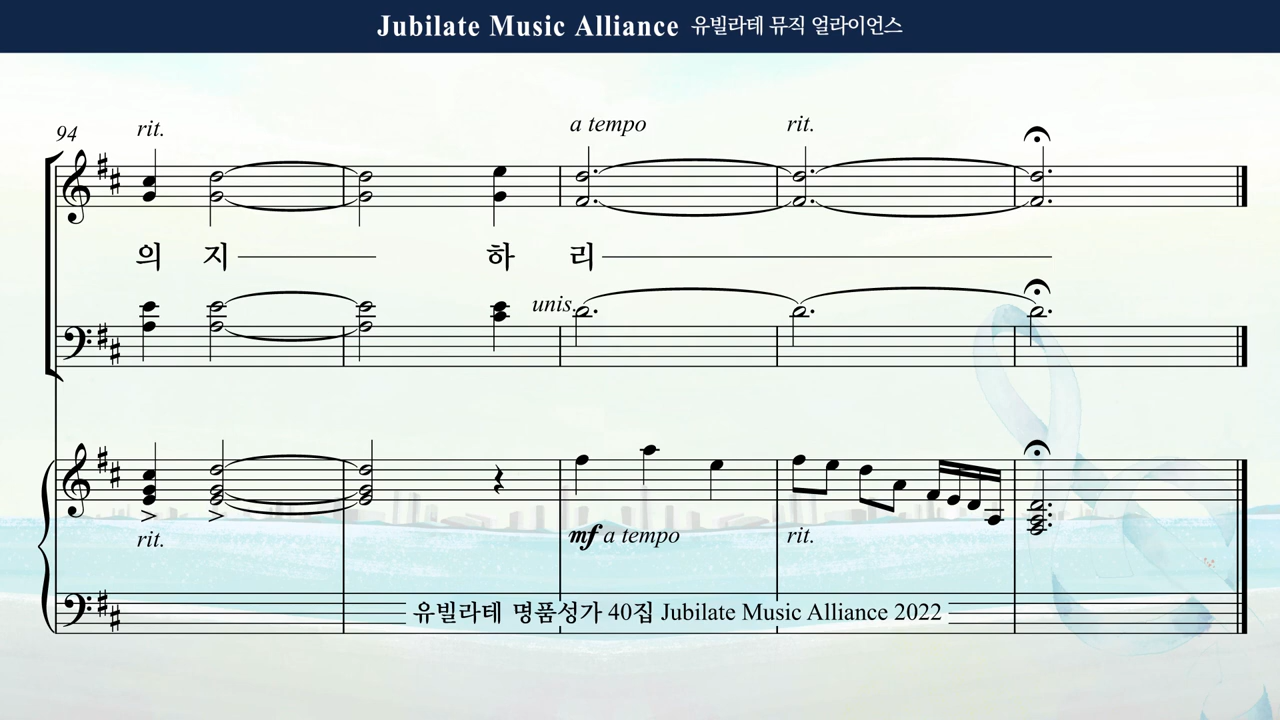 Jubilate Music Alliance 유빌라테 뮤직 얼라이언스
94 rit. a tempo rit.
의 지 하 리
unis.
rit. mf a tempo rit.
유빌라테 명품성가 40집 Jubilate Music Alliance 2022